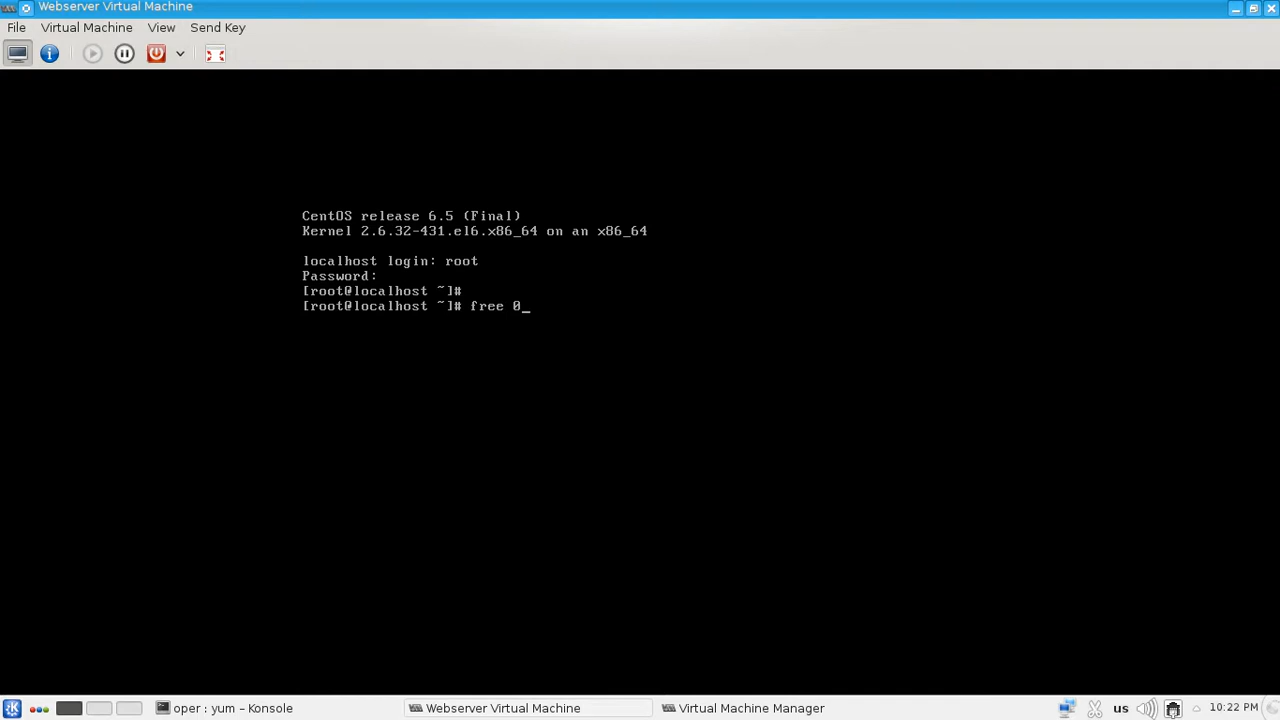 Webserver Virtual Machine
File Virtual Machine View Send Key
CentOS release 6.5 (Final)
Kernel 2.6.32-431.el6.x86_64 on an x86_64
localhost login: root
Password:
[root@localhost ~]#
[root@localhost ~]# free 0_
oper : yum – Konsole Webserver Virtual Machine Virtual Machine Manager us 10:22 PM